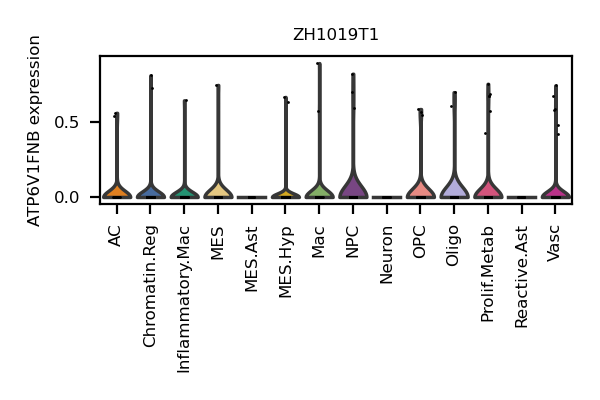 ZH1019T1
ATP6V1FNB expression
0.5
0.0
AC
Chromatin.Reg
Inflammatory.Mac
MES
MES.Ast
MES.Hyp
Mac
NPC
Neuron
OPC
Oligo
Prolif.Metab
Reactive.Ast
Vasc